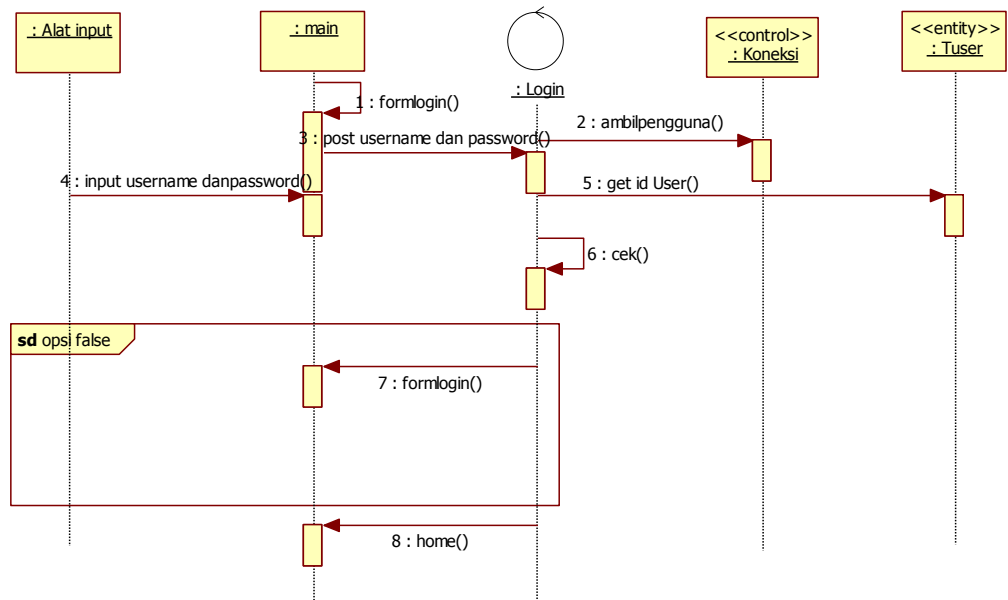 : Alat input
: main
: Login
<<control>>
: Koneksi
<<entity>>
: Tuser
1 : formlogin()
2 : ambilpengguna()
3 : post username dan password()
4 : input username danpassword()
5 : get id User()
6 : cek()
sd opsi false
7 : formlogin()
8 : home()